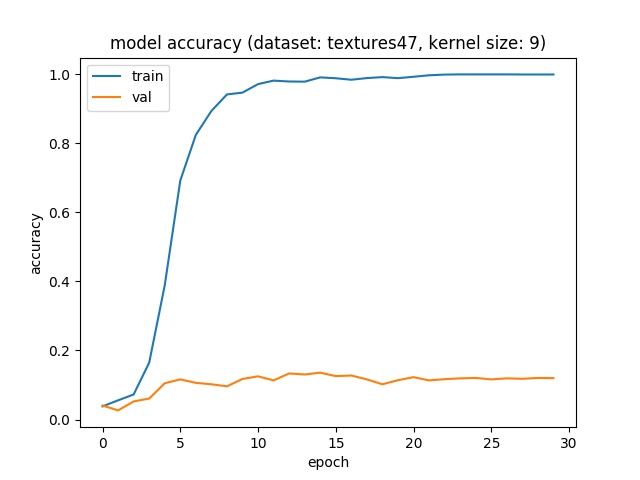 model accuracy (dataset: textures47, kernel size: 9)
train
val
1.0
0.8
0.6
0.4
0.2
0.0
accuracy
0
5
10
15
20
25
30
epoch